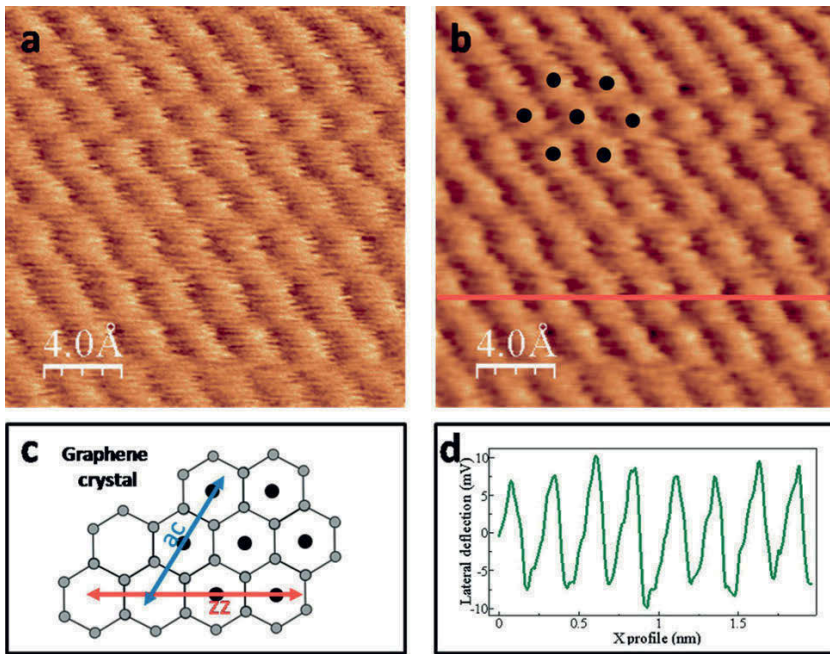 a
b
4.0Å
4.0Å
c
Graphene
crystal
ac
zz
d
Lateral deflection (mV)
10
5
0
-5
-10
0
0.5
1
1.5
X profile (nm)